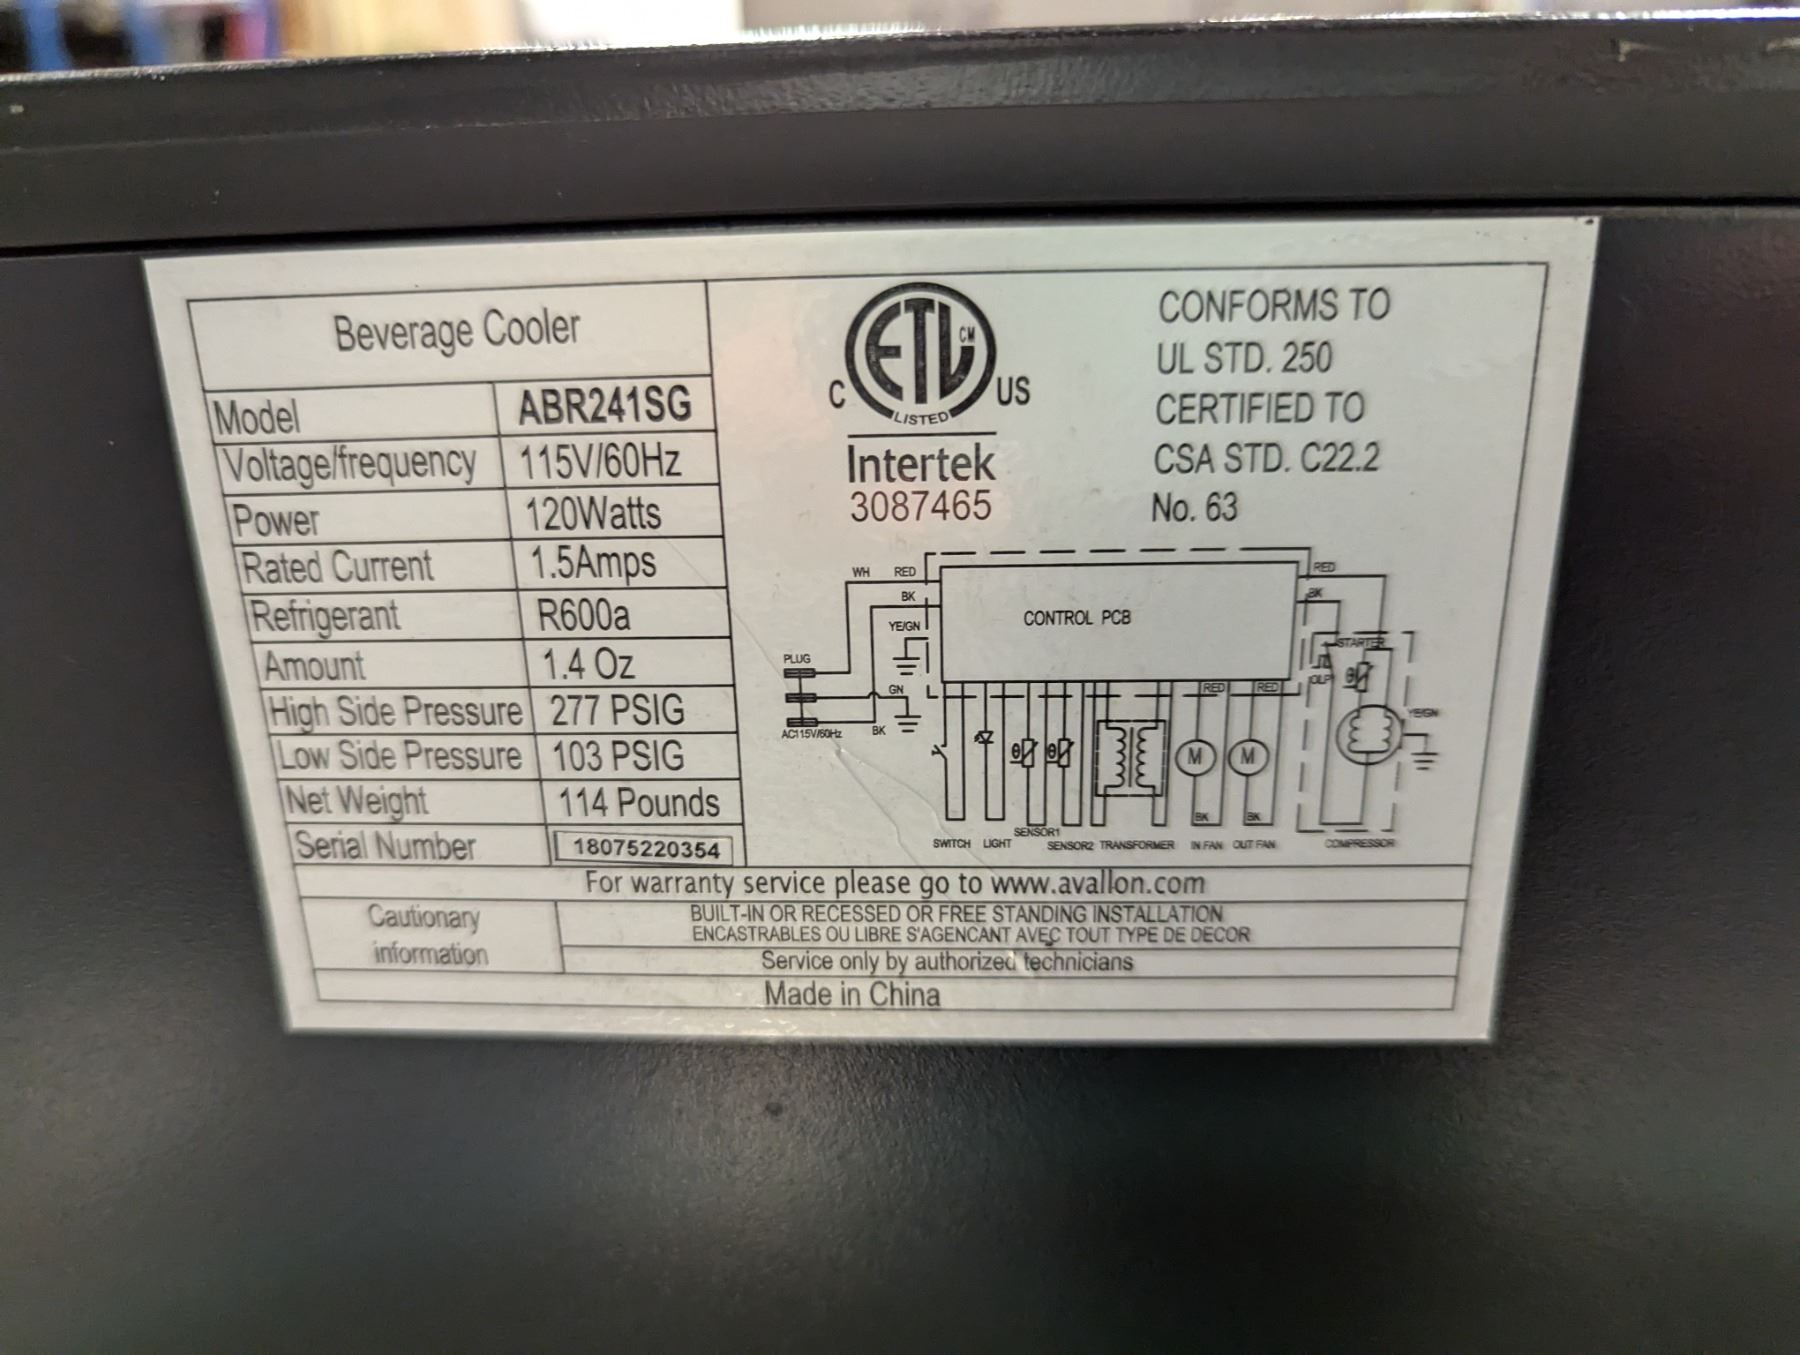 Beverage Cooler
Model ABR241SG
Voltage/frequency 115V/60Hz
Power 120Watts
Rated Current 1.5Amps
Refrigerant R600a
Amount 1.4 Oz
High Side Pressure 277 PSIG
Low Side Pressure 103 PSIG
Net Weight 114 Pounds
Serial Number 18075220354
ETL CM
C US
LISTED
Intertek
3087465
CONFORMS TO
UL STD. 250
CERTIFIED TO
CSA STD. C22.2
No. 63
WH RED
BK
YE/GN
PLUG
GN
AC115V/60Hz BK
CONTROL PCB
RED
BK
STARTER
OLP
θ
YE/GN
RED RED
θ θ M M
BK BK
SWITCH LIGHT SENSOR1 SENSOR2 TRANSFORMER IN FAN OUT FAN COMPRESSOR
For warranty service please go to www.avallon.com
Cautionary
information
BUILT-IN OR RECESSED OR FREE STANDING INSTALLATION
ENCASTRABLES OU LIBRE S'AGENCANT AVEC TOUT TYPE DE DECOR
Service only by authorized technicians
Made in China